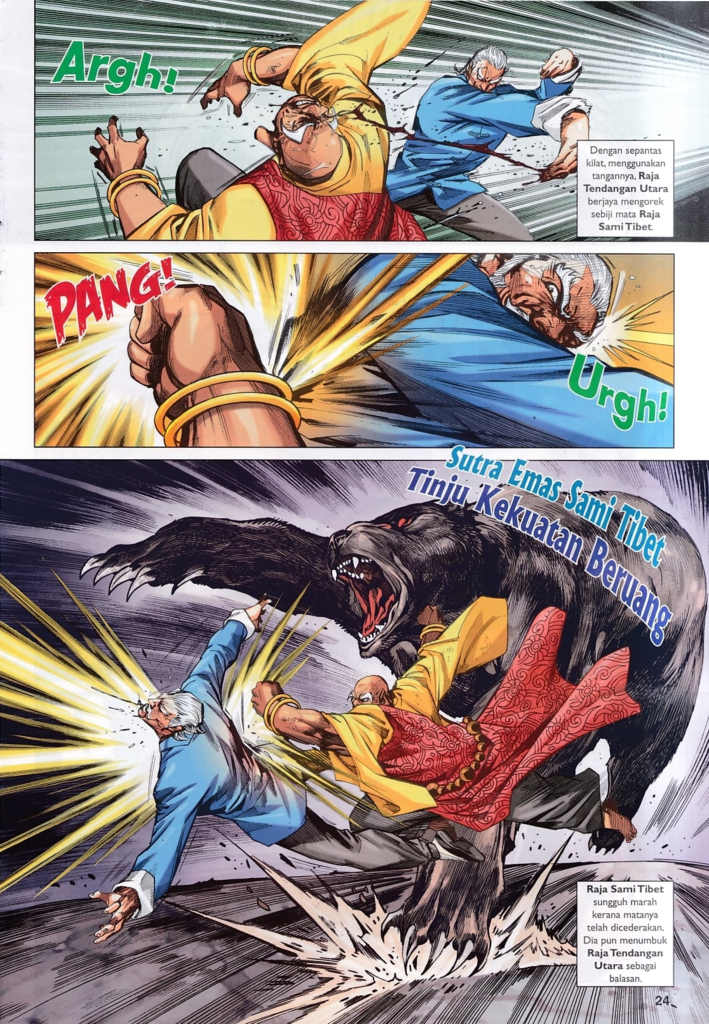 Argh!
Dengan sepantas
kilat, menggunakan
tangannya, Raja
Tendangan Utara
berjaya mengorek
sebiji mata Raja
Sami Tibet.
PANG!
Urgh!
Sutra Emas Sami Tibet
Tinju Kekuatan Beruang
Raja Sami Tibet
sungguh marah
kerana matanya
telah dicederakan.
Dia pun menumbuk
Raja Tendangan
Utara sebagai
balasan.
24